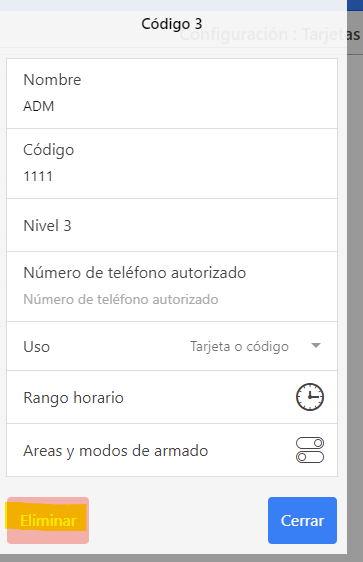 Código 3
Configuración : Tarjetas
Nombre
ADM
Código
1111
Nivel 3
Número de teléfono autorizado
Número de teléfono autorizado
Uso
Tarjeta o código
Rango horario
Areas y modos de armado
Eliminar
Cerrar